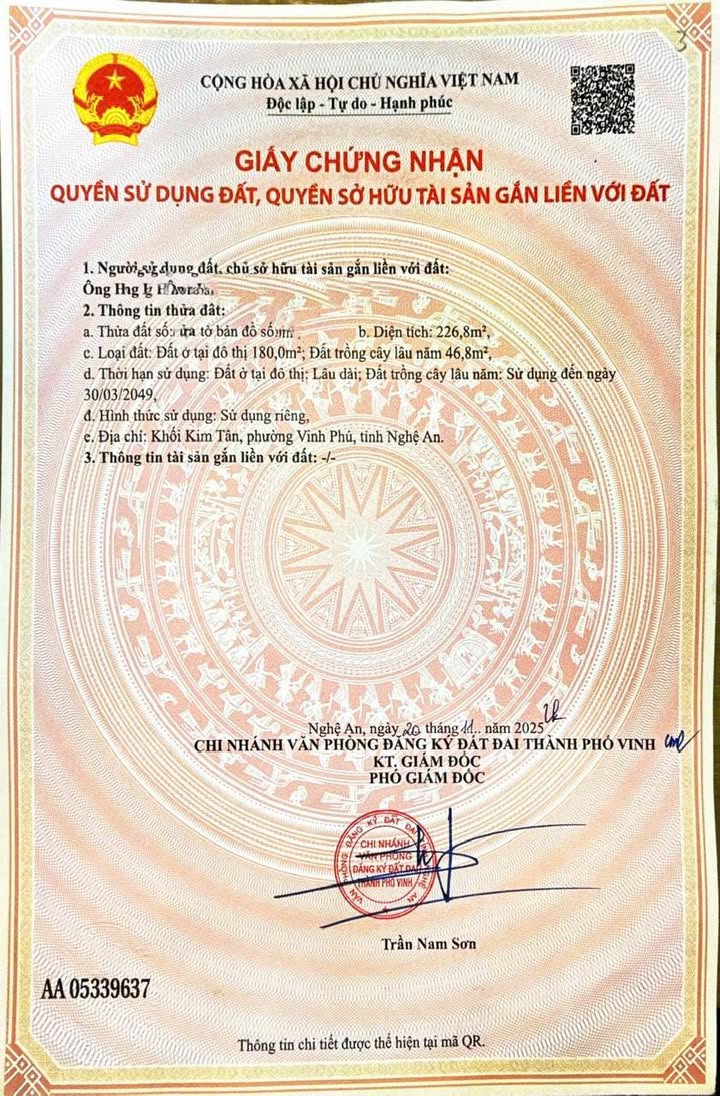 3
CỘNG HÒA XÃ HỘI CHỦ NGHĨA VIỆT NAM
Độc lập - Tự do - Hạnh phúc
GIẤY CHỨNG NHẬN
QUYỀN SỬ DỤNG ĐẤT, QUYỀN SỞ HỮU TÀI SẢN GẮN LIỀN VỚI ĐẤT
1. Người dụng đất, chủ sở hữu tài sản gắn liền với đất:
Ông
2. Thông tin thửa đất:
a. Thửa đất số: tờ bản đồ b. Diện tích: 226,8m²,
c. Loại đất: Đất ở tại đô thị 180,0m²; Đất trồng cây lâu năm 46,8m²,
d. Thời hạn sử dụng: Đất ở tại đô thị: Lâu dài; Đất trồng cây lâu năm: Sử dụng đến ngày
30/03/2049,
đ. Hình thức sử dụng: Sử dụng riêng,
e. Địa chỉ: Khối Kim Tân, phường Vinh Phú, tỉnh Nghệ An.
3. Thông tin tài sản gắn liền với đất: -/-
Nghệ An, ngày 20 tháng 11.. năm 2025
CHI NHÁNH VĂN PHÒNG ĐĂNG KÝ ĐẤT ĐAI THÀNH PHỐ VINH
KT. GIÁM ĐỐC
PHÓ GIÁM ĐỐC
VĂN PHÒNG ĐĂNG KÝ ĐẤT ĐAI NGHỆ AN
CHI NHÁNH
VĂN PHÒNG
ĐĂNG KÝ ĐẤT ĐAI
THÀNH PHỐ VINH
Trần Nam Sơn
AA 05339637
Thông tin chi tiết được thể hiện tại mã QR.